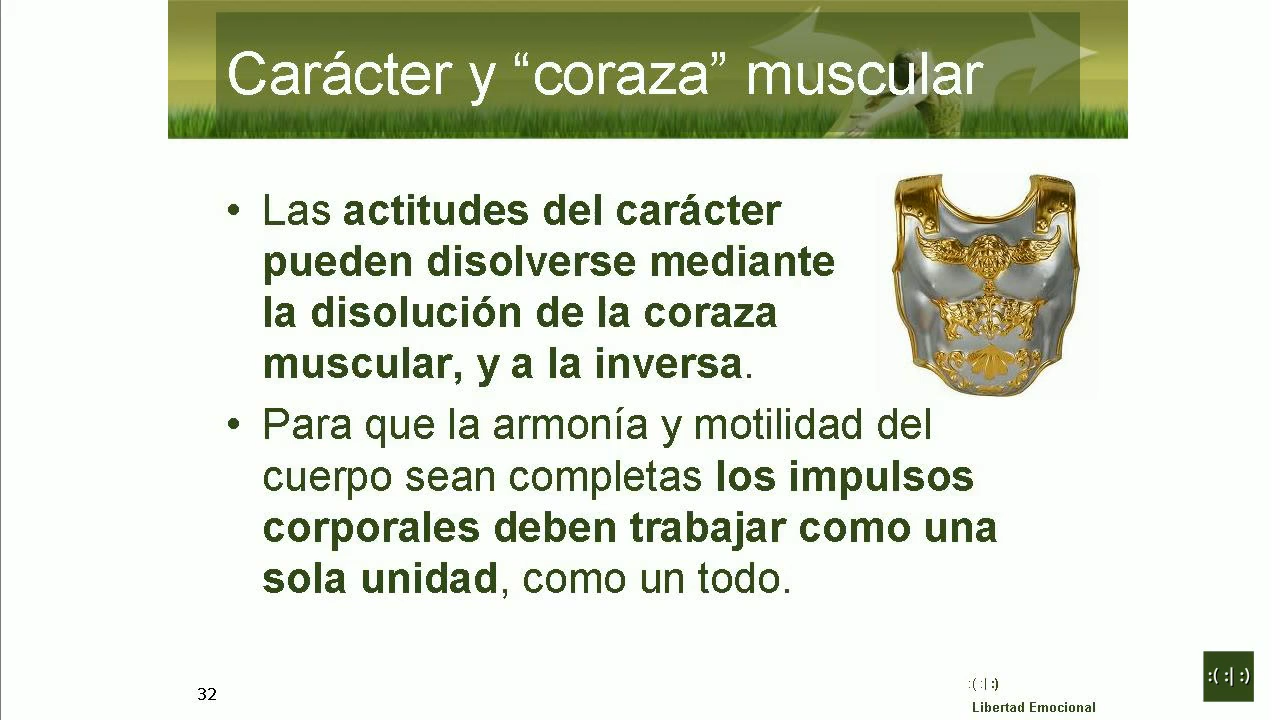 Carácter y “coraza” muscular
• Las actitudes del carácter
pueden disolverse mediante
la disolución de la coraza
muscular, y a la inversa.
• Para que la armonía y motilidad del
cuerpo sean completas los impulsos
corporales deben trabajar como una
sola unidad, como un todo.
32
:( :| :)
Libertad Emocional
:( :| :)